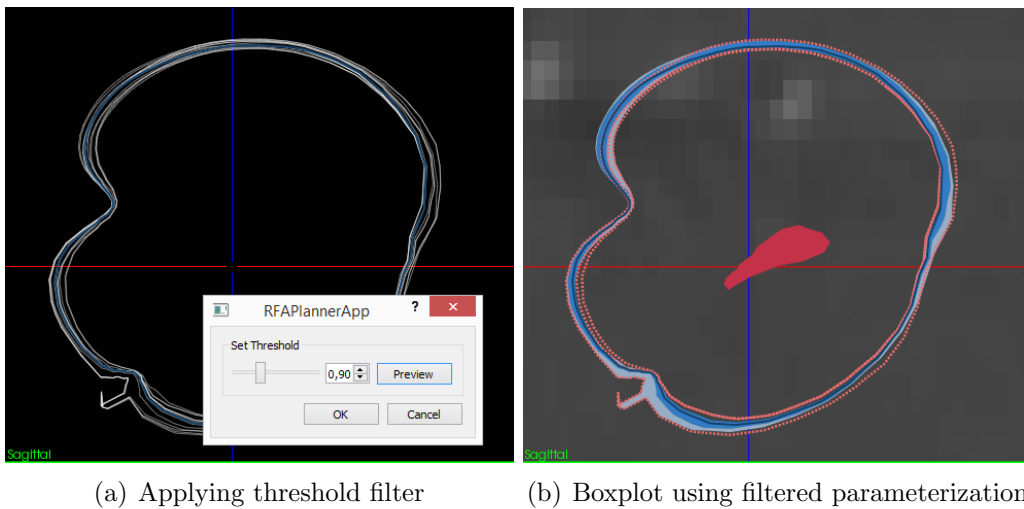 RFAPlannerApp
?
Set Threshold
0,90
Preview
OK
Cancel
Sagittal
Sagittal
(a) Applying threshold filter
(b) Boxplot using filtered parameterization